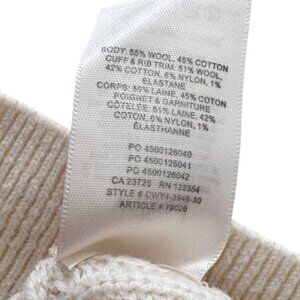 BODY: 55% WOOL, 45% COTTON
CUFF & RIB TRIM: 51% WOOL,
42% COTTON, 6% NYLON, 1%
ELASTANE
CORPS: 55% LAINE, 45% COTON
POIGNET & GARNITURE
CÔTELÉE: 51% LAINE, 42%
COTON, 6% NYLON, 1%
ÉLASTHANNE
PO 4500126040
PO 4500126041
PO 4500126042
CA 23725 RN 122354
STYLE # CWY4-3946-30
ARTICLE # 79026